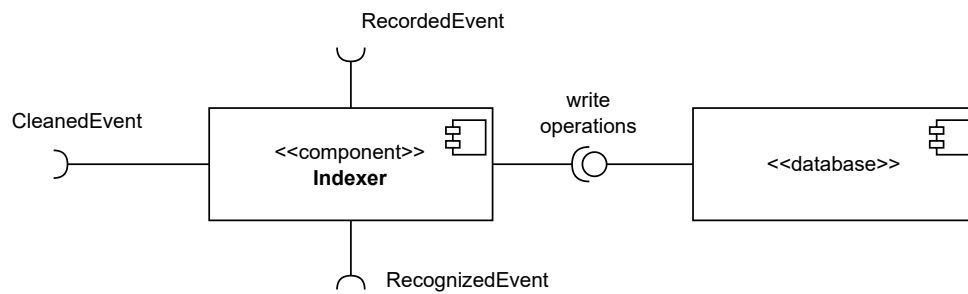 RecordedEvent
CleanedEvent
<<component>>
Indexer
write
operations
<<database>>
RecognizedEvent